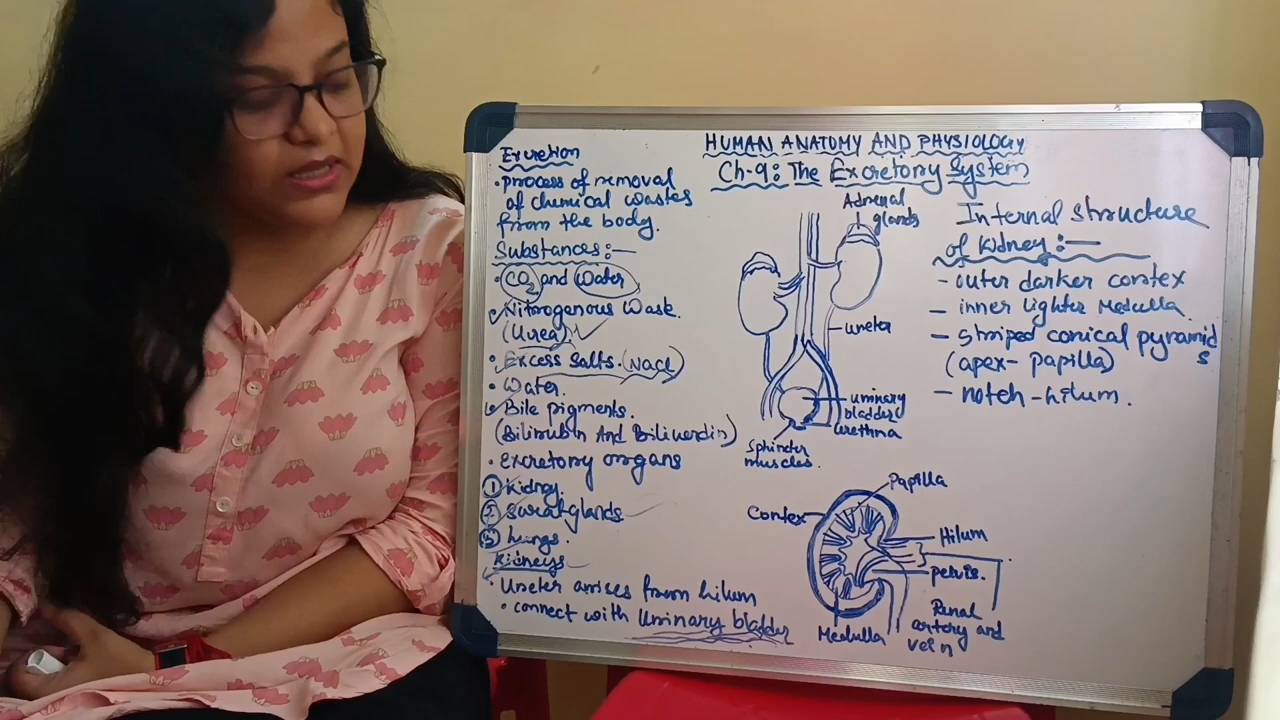 HUMAN ANATOMY AND PHYSIOLOGY
Ch-9: The Excretory System
Excretion
• process of removal
of chemical wastes
from the body.
Substances:—
• CO2 and Water
• Nitrogenous Waste.
(Urea)
• Excess Salts. (NaCl)
• Water.
• Bile pigments.
(Bilirubin And Biliverdin)
• Excretory organs
① Kidney.
② Sweat glands
③ Lungs.
Kidneys
• Ureter arises from hilum
• connect with Urinary bladder
Adrenal
glands
ureter
urinary
bladder
urethra
Sphincter
muscles.
Internal structure
of kidney:—
- outer darker cortex
- inner lighter Medulla
- striped conical pyramid
s
(apex- papilla)
- notch - hilum.
Papilla
Cortex
Hilum
pelvis.
Renal
artery and
vein
Medulla